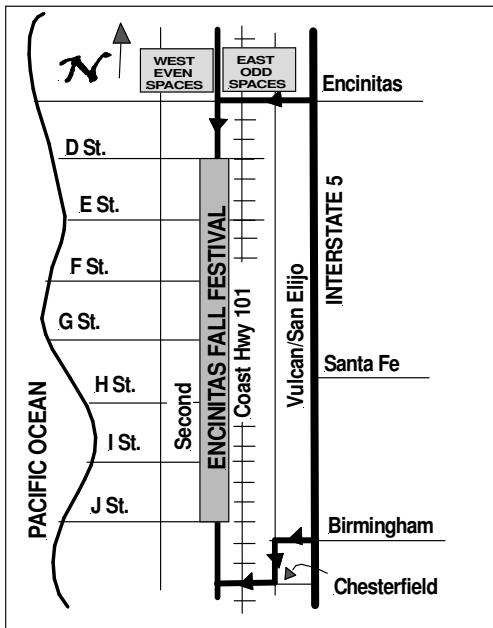 N
WEST
EVEN
SPACES
EAST
ODD
SPACES
Encinitas
D St.
E St.
F St.
G St.
H St.
I St.
J St.
PACIFIC OCEAN
Second
ENCINITAS FALL FESTIVAL
Coast Hwy 101
Vulcan/San Elijo
INTERSTATE 5
Santa Fe
Birmingham
Chesterfield